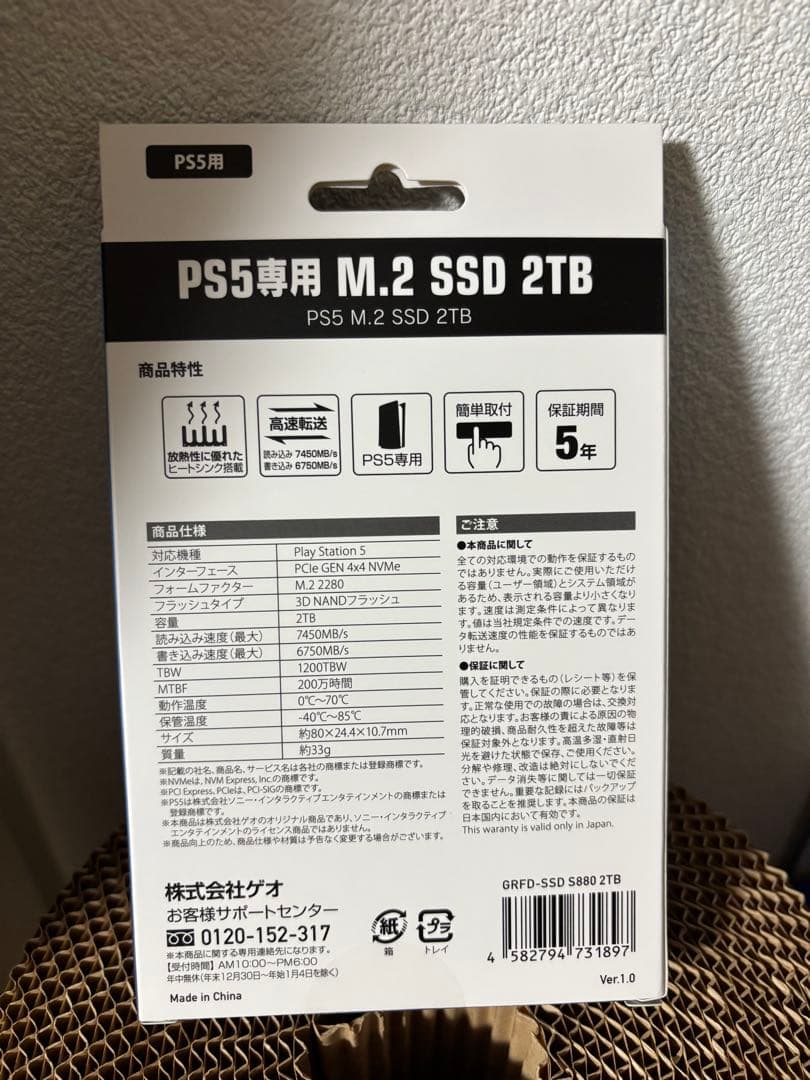 PS5用
PS5専用 M.2 SSD 2TB
PS5 M.2 SSD 2TB
商品特性
放熱性に優れた
ヒートシンク搭載
高速転送
読み込み 7450MB/s
書き込み 6750MB/s
PS5専用
簡単取付
保証期間
5年
商品仕様
対応機種 Play Station 5
インターフェース PCIe GEN 4x4 NVMe
フォームファクター M.2 2280
フラッシュタイプ 3D NANDフラッシュ
容量 2TB
読み込み速度(最大) 7450MB/s
書き込み速度(最大) 6750MB/s
TBW 1200TBW
MTBF 200万時間
動作温度 0℃〜70℃
保管温度 -40℃〜85℃
サイズ 約80×24.4×10.7mm
質量 約33g
※記載の社名、商品名、サービス名は各社の商標または登録商標です。
※NVMeは、NVM Express, Inc.の商標です。
※PCI Express、PCIeは、PCI-SIGの商標です。
※PS5は株式会社ソニー・インタラクティブエンタテインメントの商標または
登録商標です。
※本商品は株式会社ゲオのオリジナル商品であり、ソニー・インタラクティブ
エンタテインメントのライセンス商品ではありません。
※商品向上のため、商品仕様や材質は予告なく変更する場合がございます。
ご注意
●本商品に関して
全ての対応環境での動作を保証するもの
ではありません。実際にご使用いただけ
る容量(ユーザー領域)とシステム領域が
あるため、表示される容量より小さくなり
ます。速度は測定条件によって異なりま
す。値は当社規定条件での速度です。デー
タ転送速度の性能を保証するものではあ
りません。
●保証に関して
購入を証明できるもの(レシート等)を保
管してください。保証の際に必要となりま
す。正常な使用での故障の場合は、交換対
応となります。お客様の責による原因の物
理的破損、商品耐久性を超えた故障等は
保証対象外となります。高温多湿・直射日
光を避けた状態で保存、ご使用ください。
分解や修理、改造は絶対にしないでくだ
さい。データ消失等に関しては一切保証
できません。重要な記録にはバックアップ
を取ることを推奨します。本商品の保証は
日本国内において有効です。
This waranty is valid only in Japan.
株式会社ゲオ
お客様サポートセンター
0120-152-317
※本商品に関する専用連絡先になります。
【受付時間】AM10:00〜PM6:00
年中無休(年末12月30日〜年始1月4日を除く)
Made in China
紙
箱
プラ
トレイ
GRFD-SSD S880 2TB
4 582794 731897
Ver.1.0